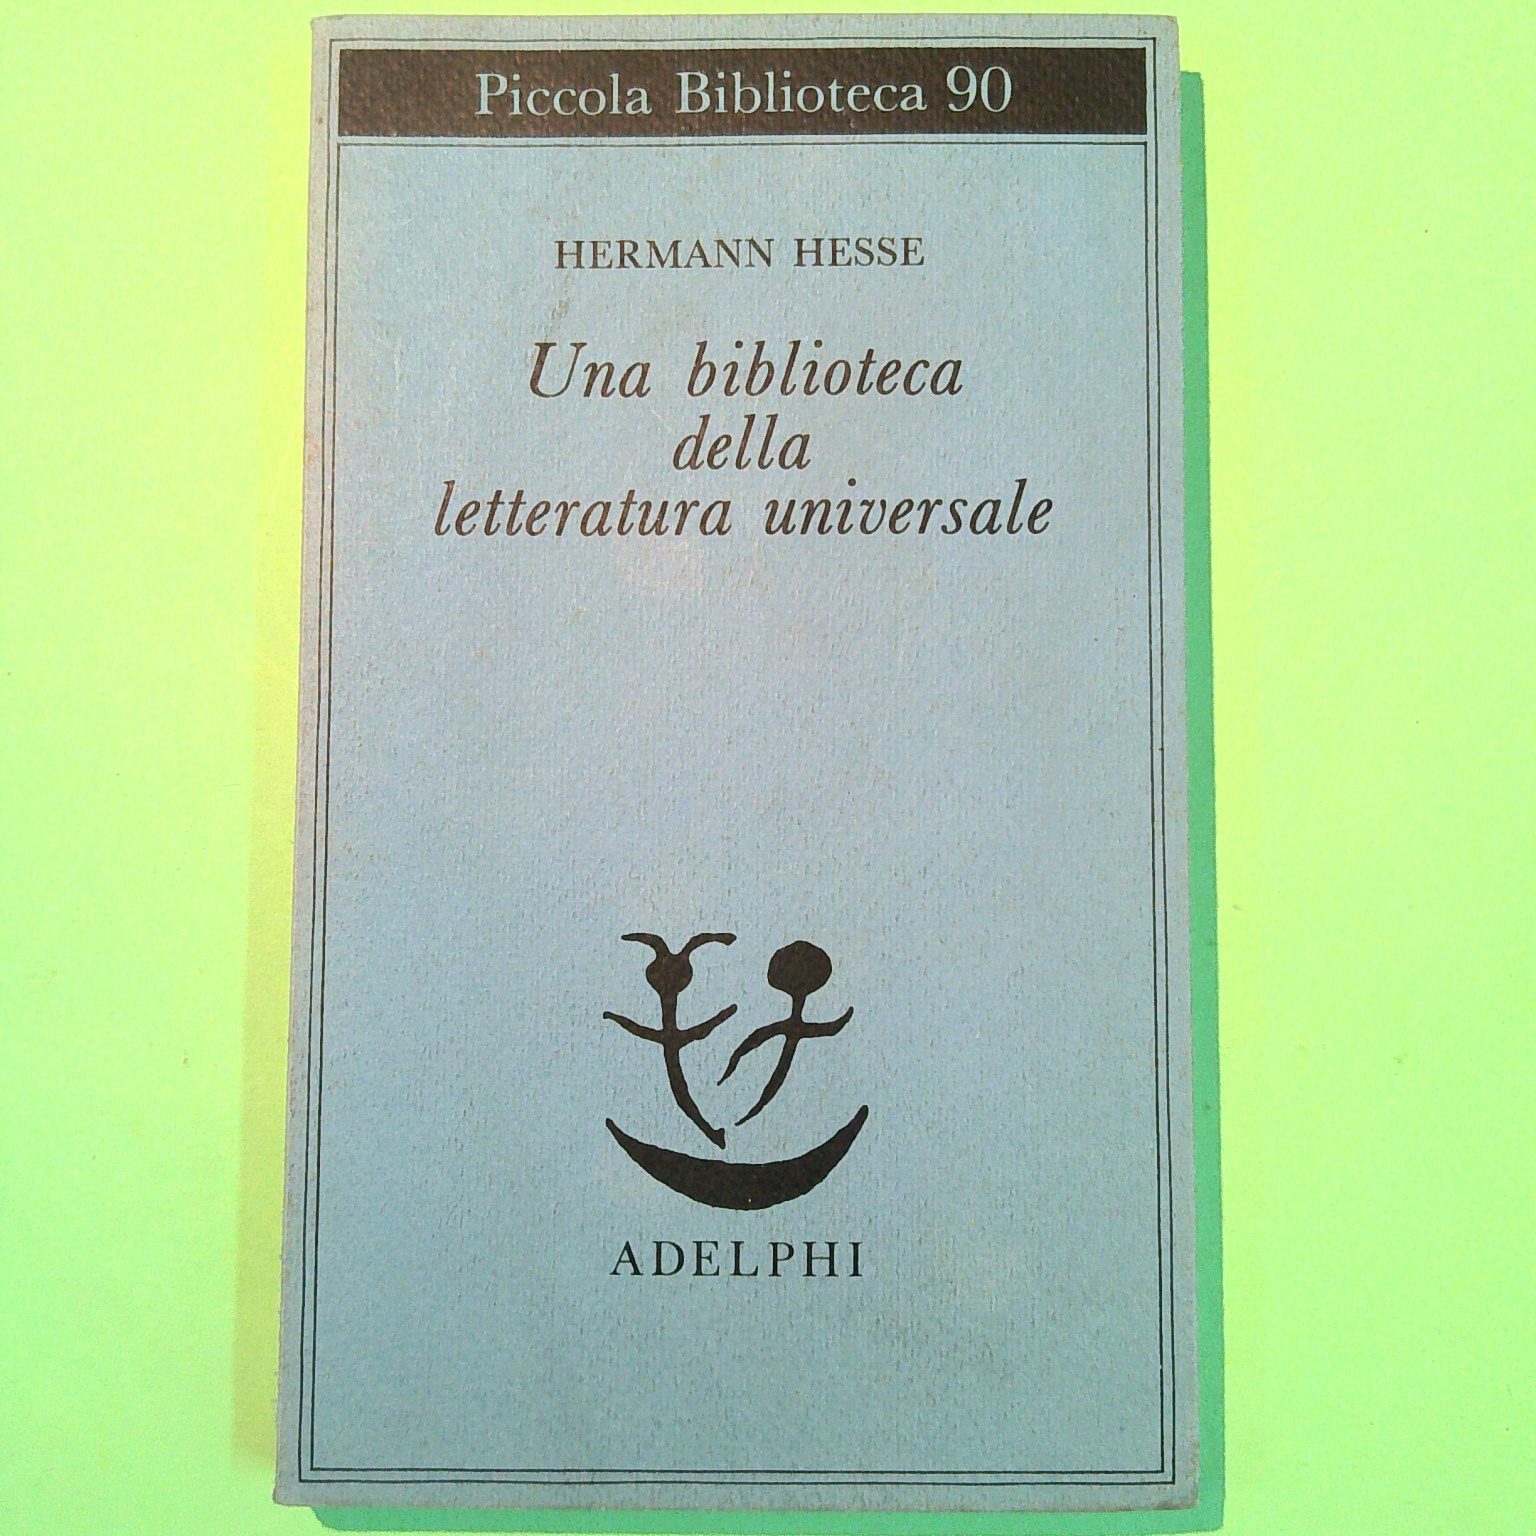 Piccola Biblioteca 90
HERMANN HESSE
Una biblioteca
della
letteratura universale
ADELPHI